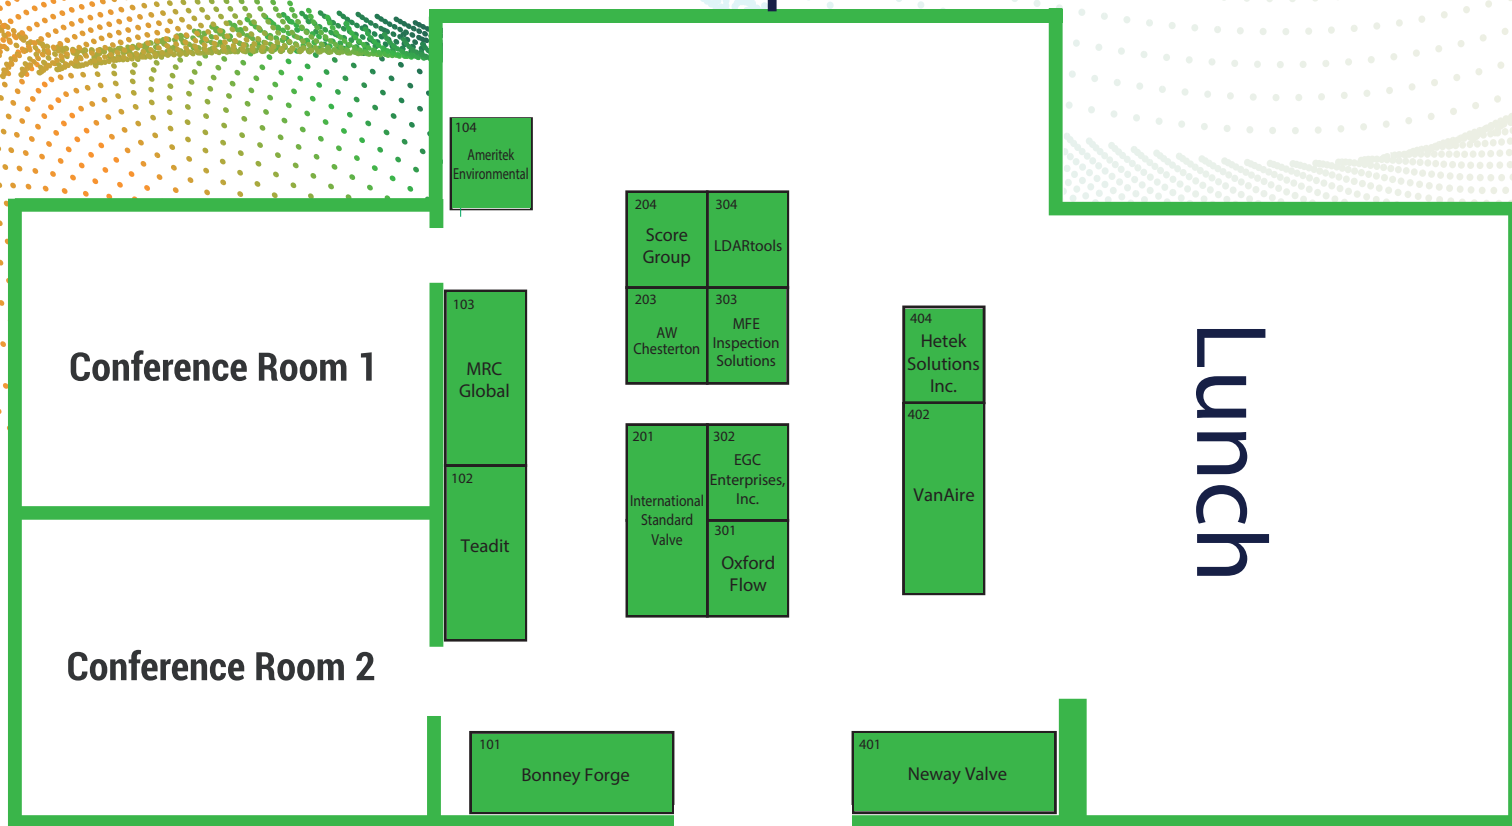 104
Ameritek
Environmental
204
Score
Group
304
LDARtools
203
AW
Chesterton
303
MFE
Inspection
Solutions
103
MRC
Global
404
Hetek
Solutions
Inc.
Conference Room 1
Lunch
402
VanAire
201
International
Standard
Valve
302
EGC
Enterprises,
Inc.
102
Teadit
301
Oxford
Flow
Conference Room 2
101
Bonney Forge
401
Neway Valve